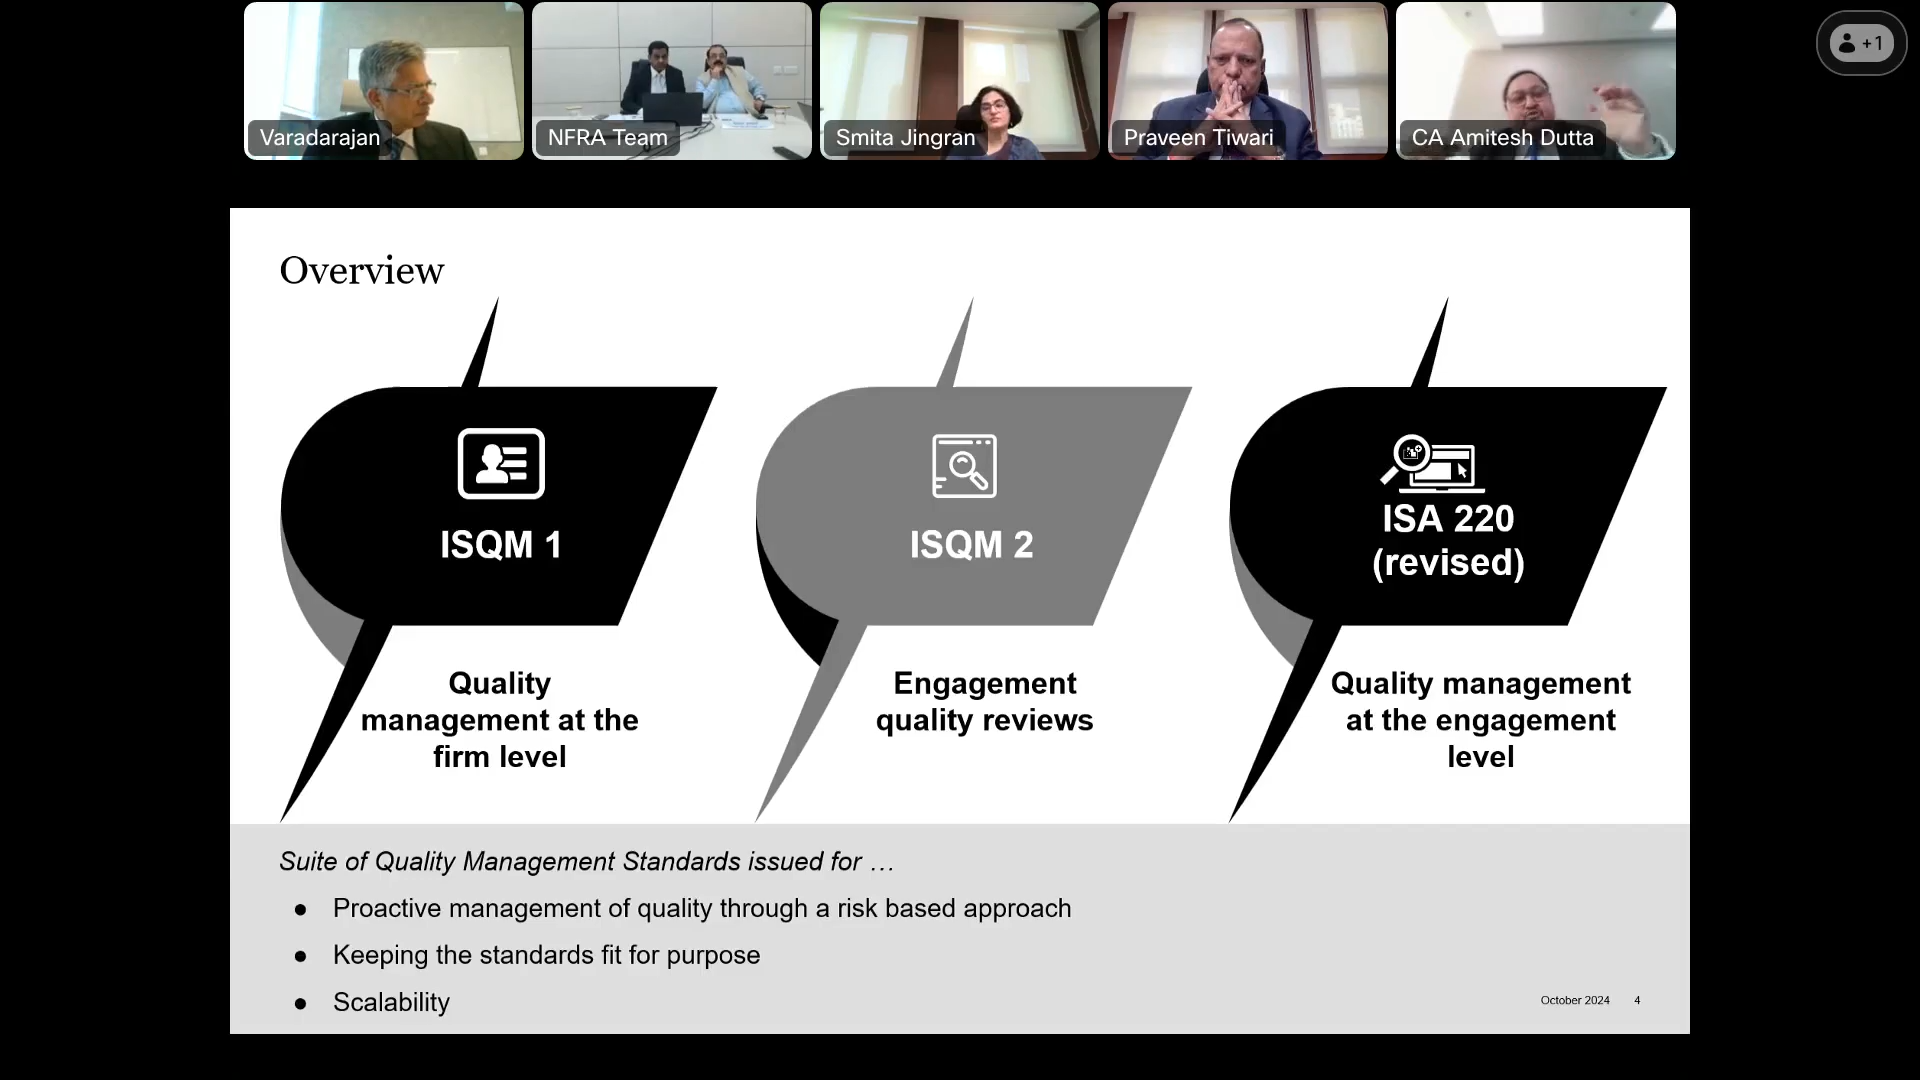 Varadarajan
NFRA Team
Smita Jingran
Praveen Tiwari
CA Amitesh Dutta
+1
Overview
ISQM 1
ISQM 2
ISA 220
(revised)
Quality
management at the
firm level
Engagement
quality reviews
Quality management
at the engagement
level
Suite of Quality Management Standards issued for …
● Proactive management of quality through a risk based approach
● Keeping the standards fit for purpose
● Scalability
October 2024 4